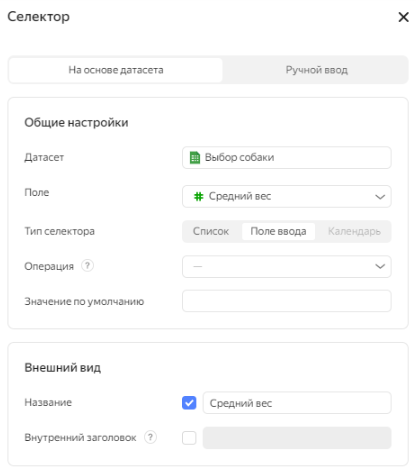 Селектор
На основе датасета Ручной ввод
Общие настройки
Датасет Выбор собаки
Поле # Средний вес
Тип селектора Список Поле ввода Календарь
Операция ? —
Значение по умолчанию
Внешний вид
Название Средний вес
Внутренний заголовок ?